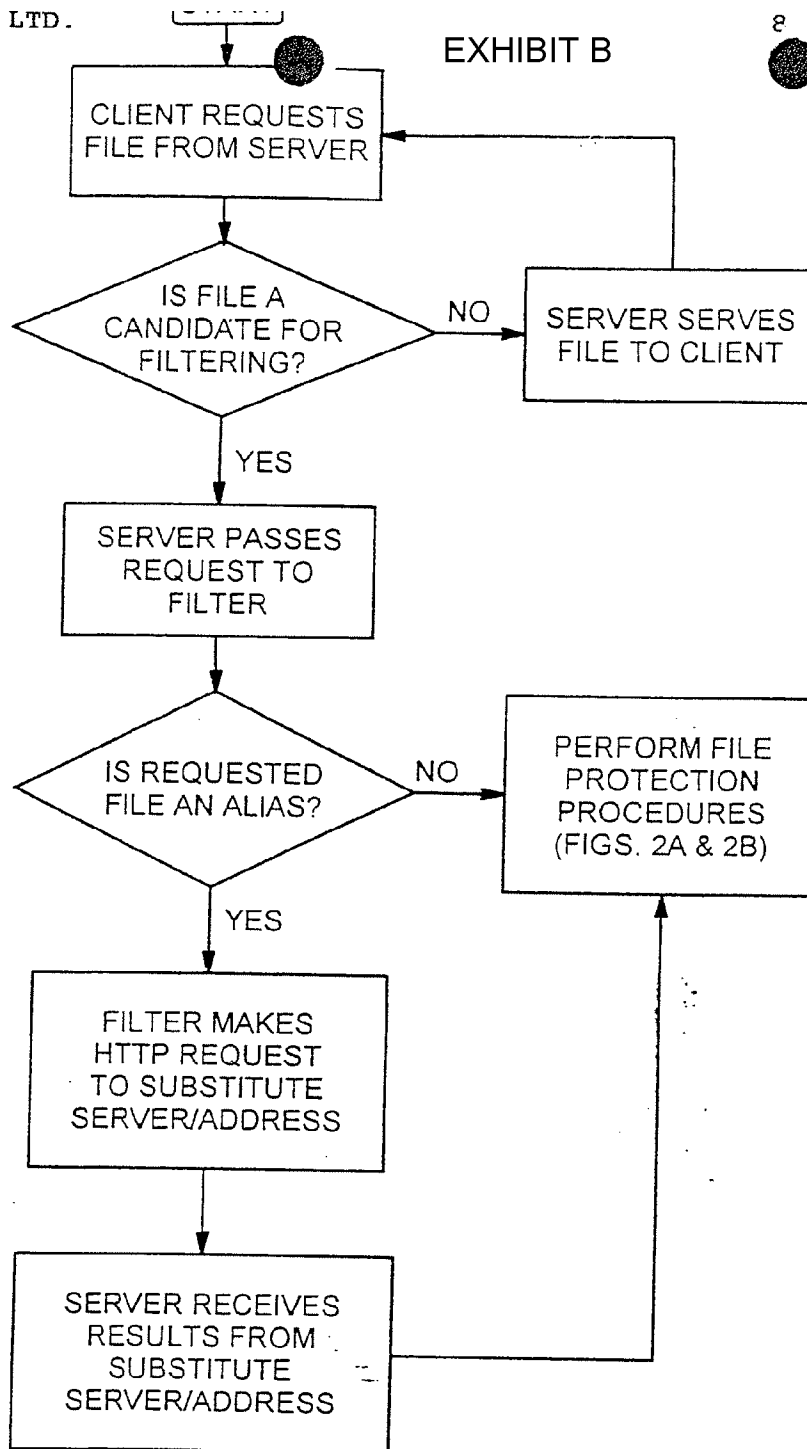 LTD.
START
EXHIBIT B
8
CLIENT REQUESTS
FILE FROM SERVER
IS FILE A
CANDIDATE FOR
FILTERING?
NO
SERVER SERVES
FILE TO CLIENT
YES
SERVER PASSES
REQUEST TO
FILTER
IS REQUESTED
FILE AN ALIAS?
NO
PERFORM FILE
PROTECTION
PROCEDURES
(FIGS. 2A & 2B)
YES
FILTER MAKES
HTTP REQUEST
TO SUBSTITUTE
SERVER/ADDRESS
SERVER RECEIVES
RESULTS FROM
SUBSTITUTE
SERVER/ADDRESS